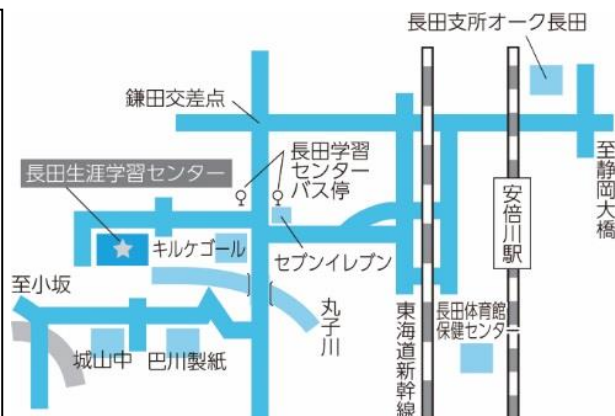 長田支所オーク長田
鎌田交差点
長田学習
センター
バス停
長田生涯学習センター
至静岡大橋
安倍川駅
キルケゴール
セブンイレブン
至小坂
丸子川
東海道新幹線
長田体育館
保健センター
城山中
巴川製紙